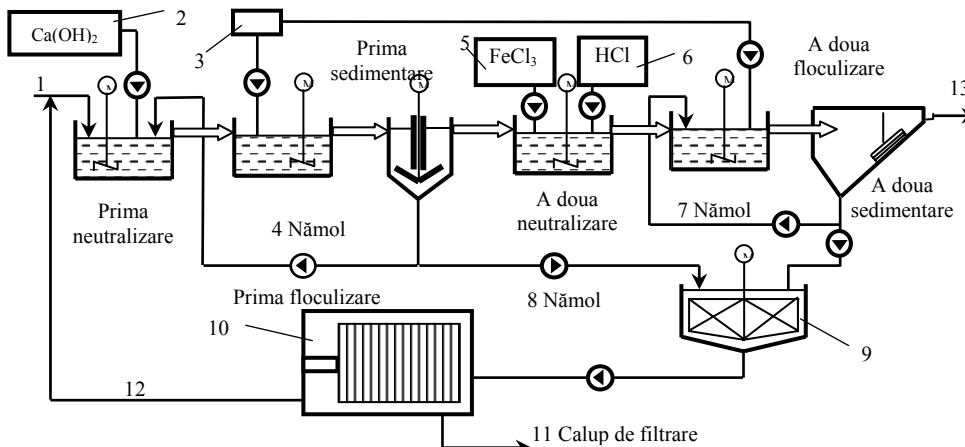 Ca(OH)2
2
3
Prima
sedimentare
5
FeCl3
HCl
6
A doua
floculizare
13
1
M
M
M
M
M
Prima
neutralizare
4 Nămol
A doua
neutralizare
7 Nămol
A doua
sedimentare
M
Prima floculizare
8 Nămol
10
9
12
11 Calup de filtrare